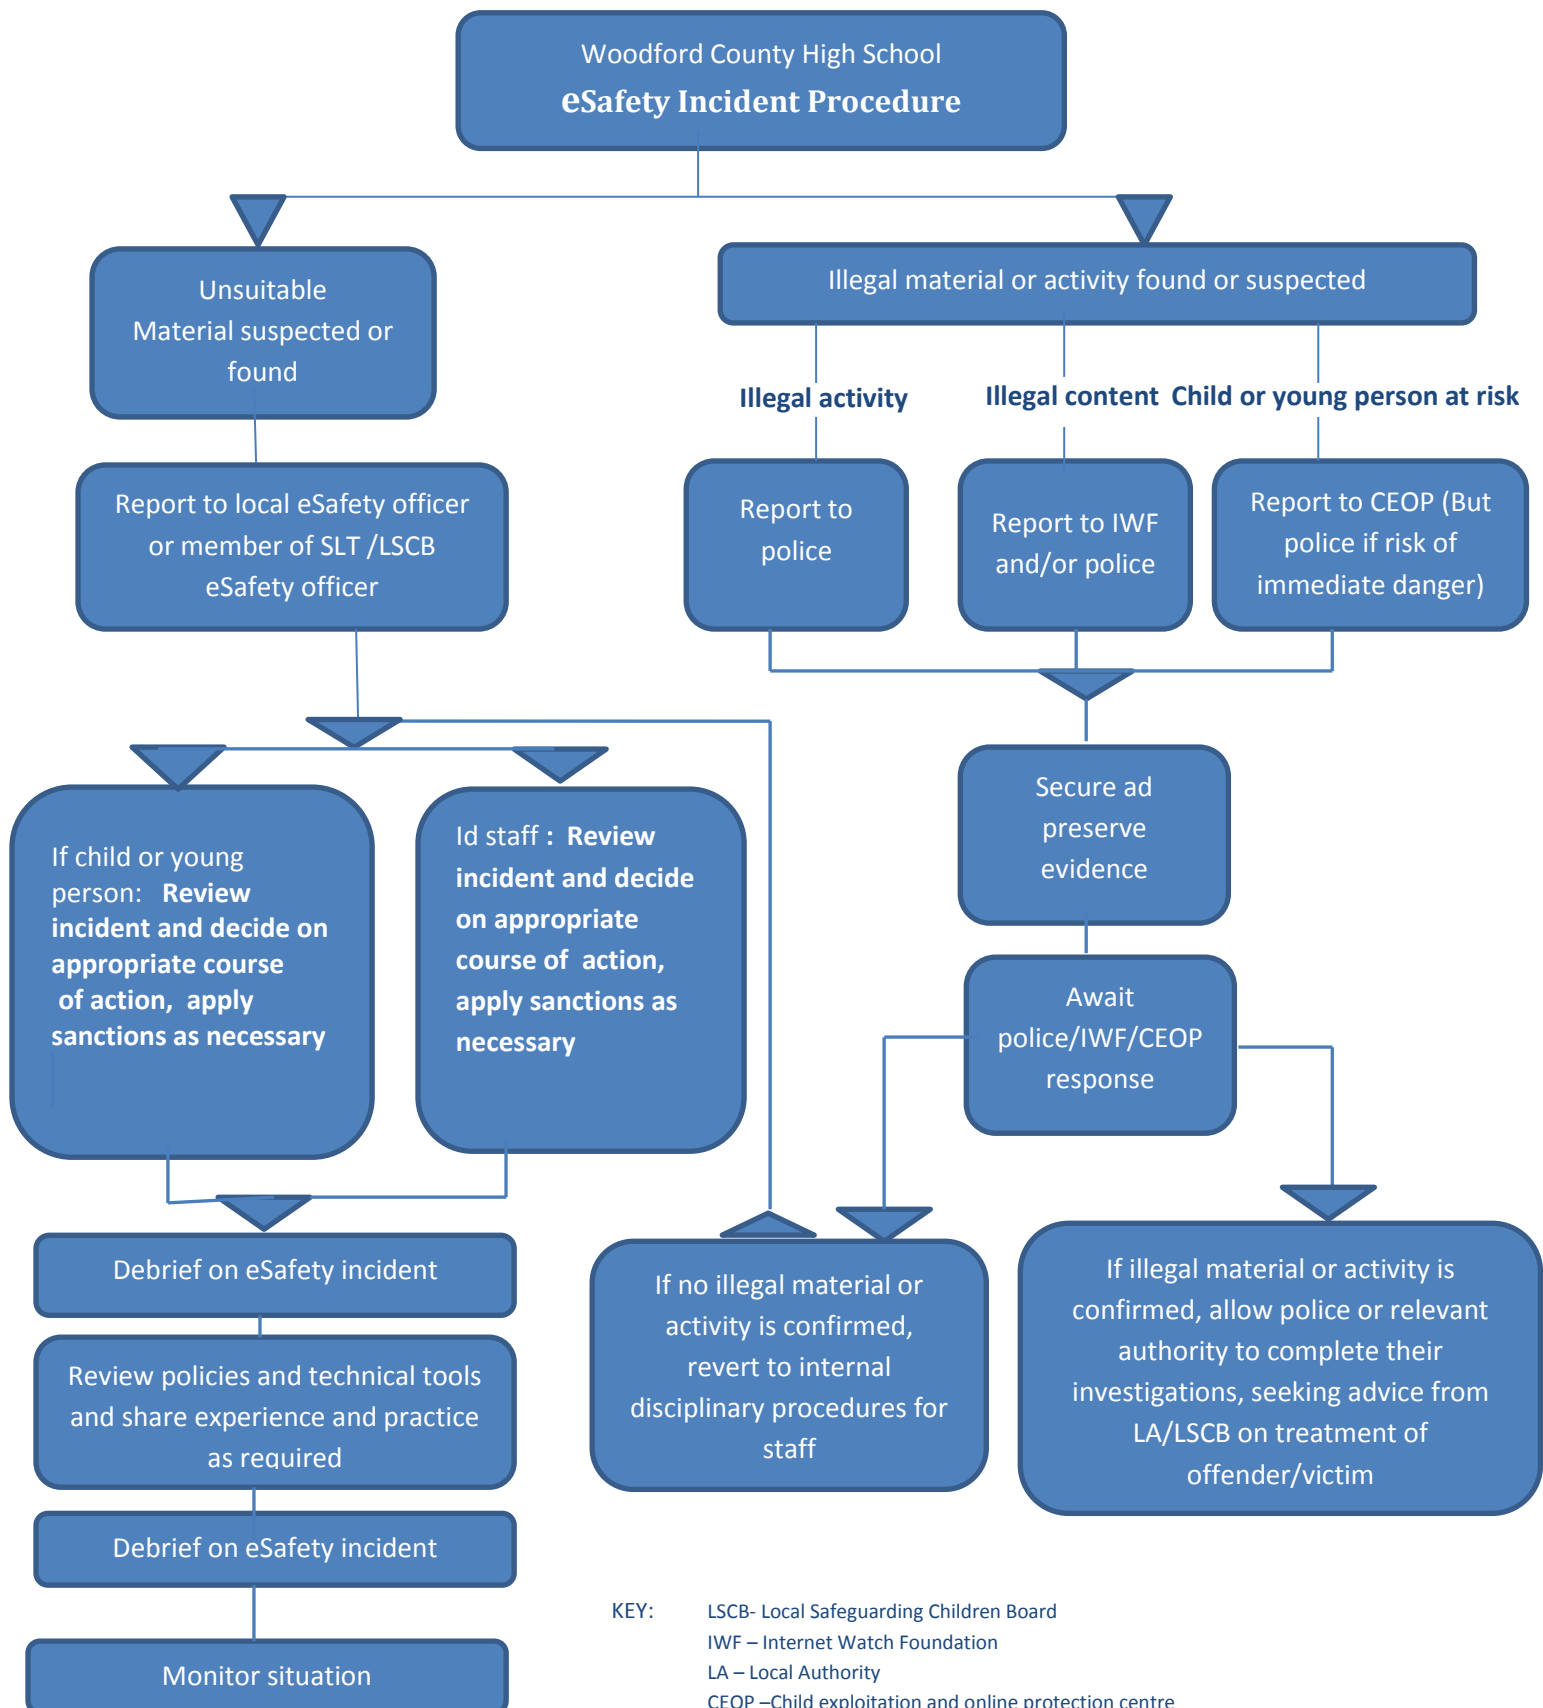 Woodford County High School
eSafety Incident Procedure
Unsuitable
Material suspected or
found
Illegal material or activity found or suspected
Illegal activity
Illegal content
Child or young person at risk
Report to local eSafety officer
or member of SLT /LSCB
eSafety officer
Report to
police
Report to IWF
and/or police
Report to CEOP (But
police if risk of
immediate danger)
If child or young
person: Review
incident and decide on
appropriate course
of action, apply
sanctions as necessary
Id staff : Review
incident and decide
on appropriate
course of action,
apply sanctions as
necessary
Secure ad
preserve
evidence
Await
police/IWF/CEOP
response
Debrief on eSafety incident
Review policies and technical tools
and share experience and practice
as required
Debrief on eSafety incident
Monitor situation
If no illegal material or
activity is confirmed,
revert to internal
disciplinary procedures for
staff
If illegal material or activity is
confirmed, allow police or relevant
authority to complete their
investigations, seeking advice from
LA/LSCB on treatment of
offender/victim
KEY: LSCB- Local Safeguarding Children Board
IWF – Internet Watch Foundation
LA – Local Authority
CEOP –Child exploitation and online protection centre